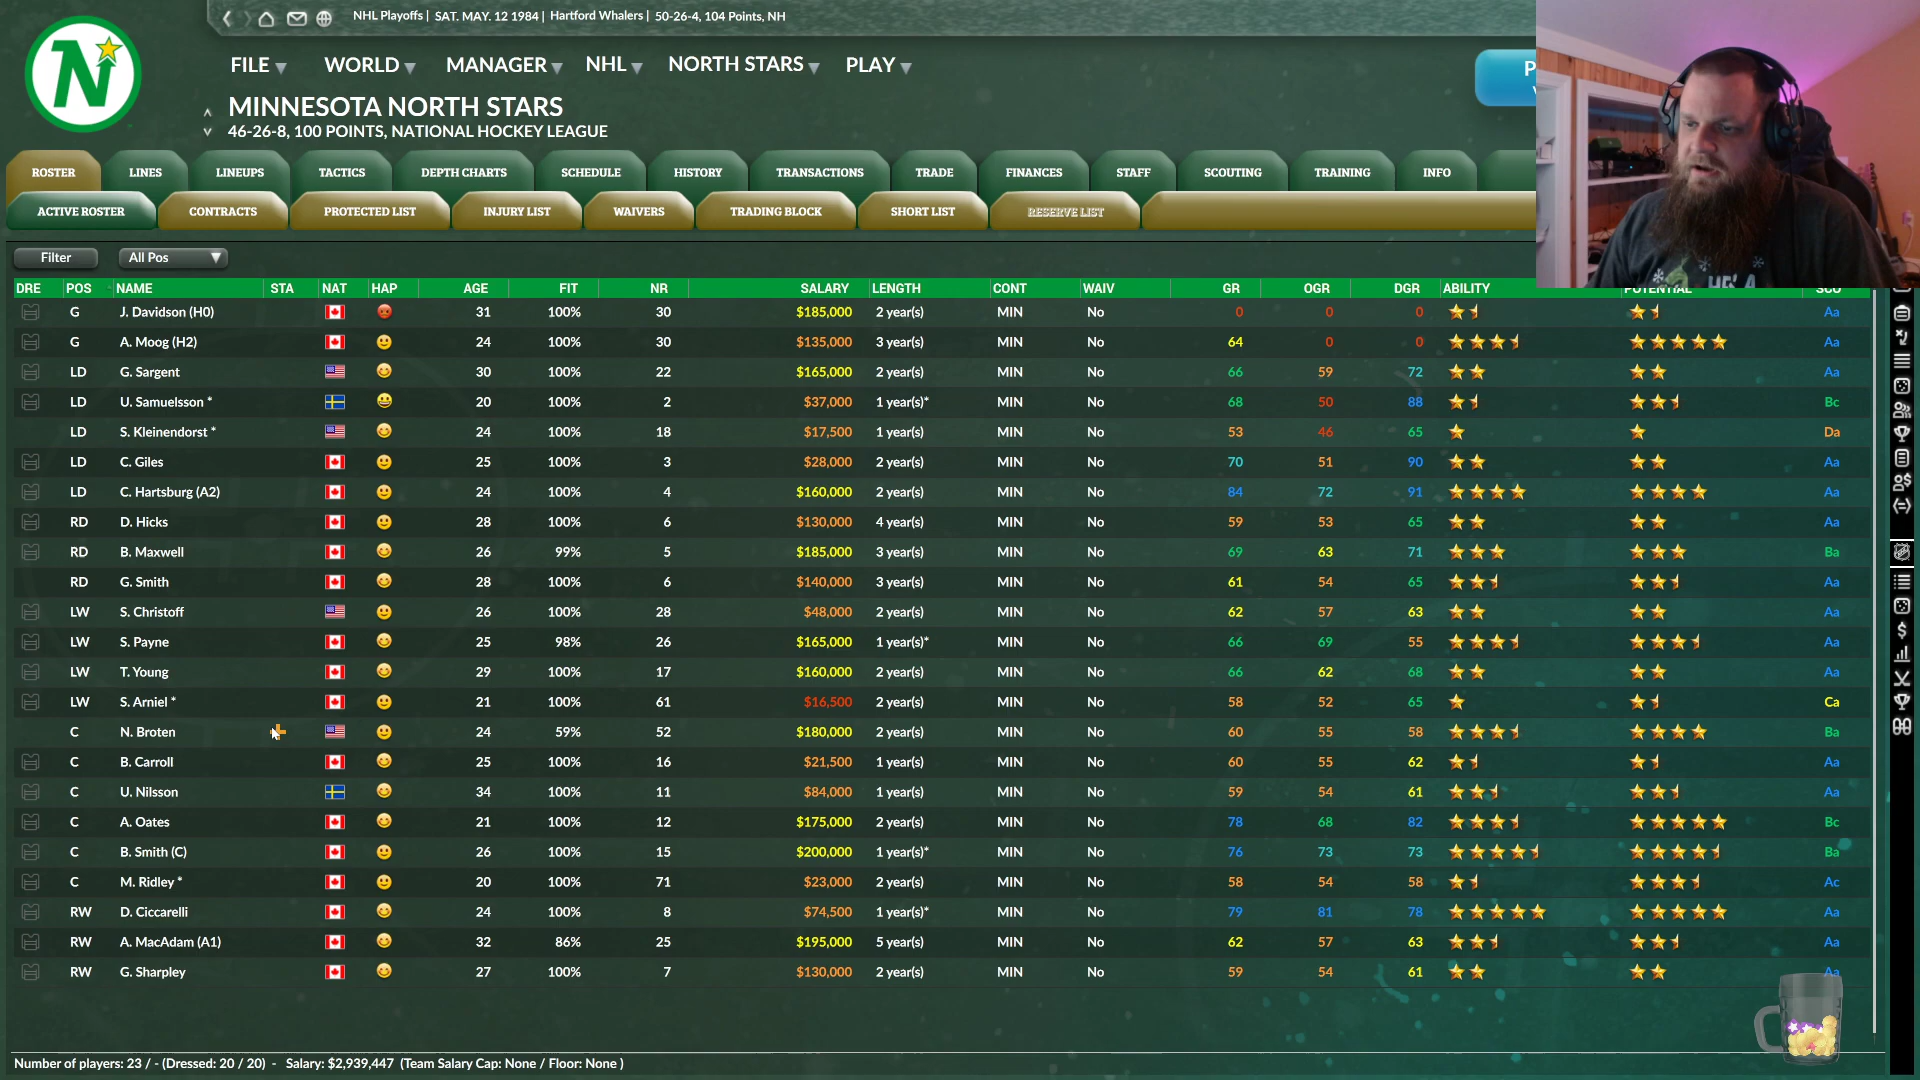 NHL Playoffs | SAT. MAY. 12 1984 | Hartford Whalers | 50-26-4, 104 Points, NH
FILE WORLD MANAGER NHL NORTH STARS PLAY
MINNESOTA NORTH STARS
46-26-8, 100 POINTS, NATIONAL HOCKEY LEAGUE
ROSTER LINES LINEUPS TACTICS DEPTH CHARTS SCHEDULE HISTORY TRANSACTIONS TRADE FINANCES STAFF SCOUTING TRAINING INFO
ACTIVE ROSTER CONTRACTS PROTECTED LIST INJURY LIST WAIVERS TRADING BLOCK SHORT LIST RESERVE LIST
Filter All Pos
DRE POS NAME STA NAT HAP AGE FIT NR SALARY LENGTH CONT WAIV GR OGR DGR ABILITY POTENTIAL SCO
G J. Davidson (H0) 31 100% 30 $185,000 2 year(s) MIN No 0 0 0 Aa
G A. Moog (H2) 24 100% 30 $135,000 3 year(s) MIN No 64 0 0 Aa
LD G. Sargent 30 100% 22 $165,000 2 year(s) MIN No 66 59 72 Aa
LD U. Samuelsson * 20 100% 2 $37,000 1 year(s)* MIN No 68 50 88 Bc
LD S. Kleinendorst * 24 100% 18 $17,500 1 year(s) MIN No 53 46 65 Da
LD C. Giles 25 100% 3 $28,000 2 year(s) MIN No 70 51 90 Aa
LD C. Hartsburg (A2) 24 100% 4 $160,000 2 year(s) MIN No 84 72 91 Aa
RD D. Hicks 28 100% 6 $130,000 4 year(s) MIN No 59 53 65 Aa
RD B. Maxwell 26 99% 5 $185,000 3 year(s) MIN No 69 63 71 Ba
RD G. Smith 28 100% 6 $140,000 3 year(s) MIN No 61 54 65 Aa
LW S. Christoff 26 100% 28 $48,000 2 year(s) MIN No 62 57 63 Aa
LW S. Payne 25 98% 26 $165,000 1 year(s)* MIN No 66 69 55 Aa
LW T. Young 29 100% 17 $160,000 2 year(s) MIN No 66 62 68 Aa
LW S. Arniel * 21 100% 61 $16,500 2 year(s) MIN No 58 52 65 Ca
C N. Broten 24 59% 52 $180,000 2 year(s) MIN No 60 55 58 Ba
C B. Carroll 25 100% 16 $21,500 1 year(s) MIN No 60 55 62 Aa
C U. Nilsson 34 100% 11 $84,000 1 year(s) MIN No 59 54 61 Aa
C A. Oates 21 100% 12 $175,000 2 year(s) MIN No 78 68 82 Bc
C B. Smith (C) 26 100% 15 $200,000 1 year(s)* MIN No 76 73 73 Ba
C M. Ridley * 20 100% 71 $23,000 2 year(s) MIN No 58 54 58 Ac
RW D. Ciccarelli 24 100% 8 $74,500 1 year(s)* MIN No 79 81 78 Aa
RW A. MacAdam (A1) 32 86% 25 $195,000 5 year(s) MIN No 62 57 63 Aa
RW G. Sharpley 27 100% 7 $130,000 2 year(s) MIN No 59 54 61 Aa
Number of players: 23 / - (Dressed: 20 / 20) - Salary: $2,939,447 (Team Salary Cap: None / Floor: None )